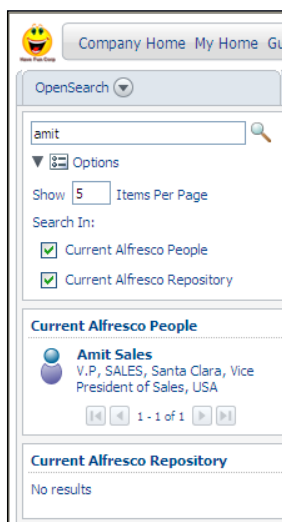 Have Fun Corp
Company Home My Home Gu
OpenSearch
amit
Options
Show 5 Items Per Page
Search In:
Current Alfresco People
Current Alfresco Repository
Current Alfresco People
Amit Sales
V.P, SALES, Santa Clara, Vice
President of Sales, USA
1 - 1 of 1
Current Alfresco Repository
No results